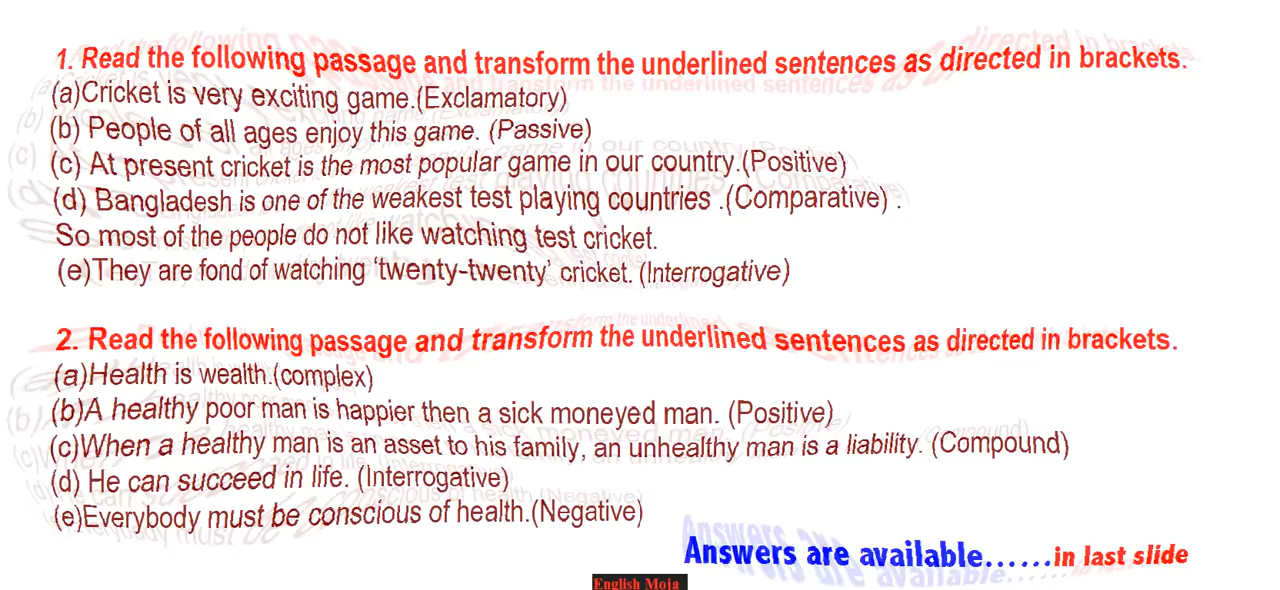 1. Read the following passage and transform the underlined sentences as directed in brackets.
(a)Cricket is very exciting game.(Exclamatory)
(b) People of all ages enjoy this game. (Passive)
(c) At present cricket is the most popular game in our country.(Positive)
(d) Bangladesh is one of the weakest test playing countries .(Comparative) .
So most of the people do not like watching test cricket.
(e)They are fond of watching ‘twenty-twenty’ cricket. (Interrogative)
2. Read the following passage and transform the underlined sentences as directed in brackets.
(a)Health is wealth.(complex)
(b)A healthy poor man is happier then a sick moneyed man. (Positive)
(c)When a healthy man is an asset to his family, an unhealthy man is a liability. (Compound)
(d) He can succeed in life. (Interrogative)
(e)Everybody must be conscious of health.(Negative)
Answers are available......in last slide
English Moja